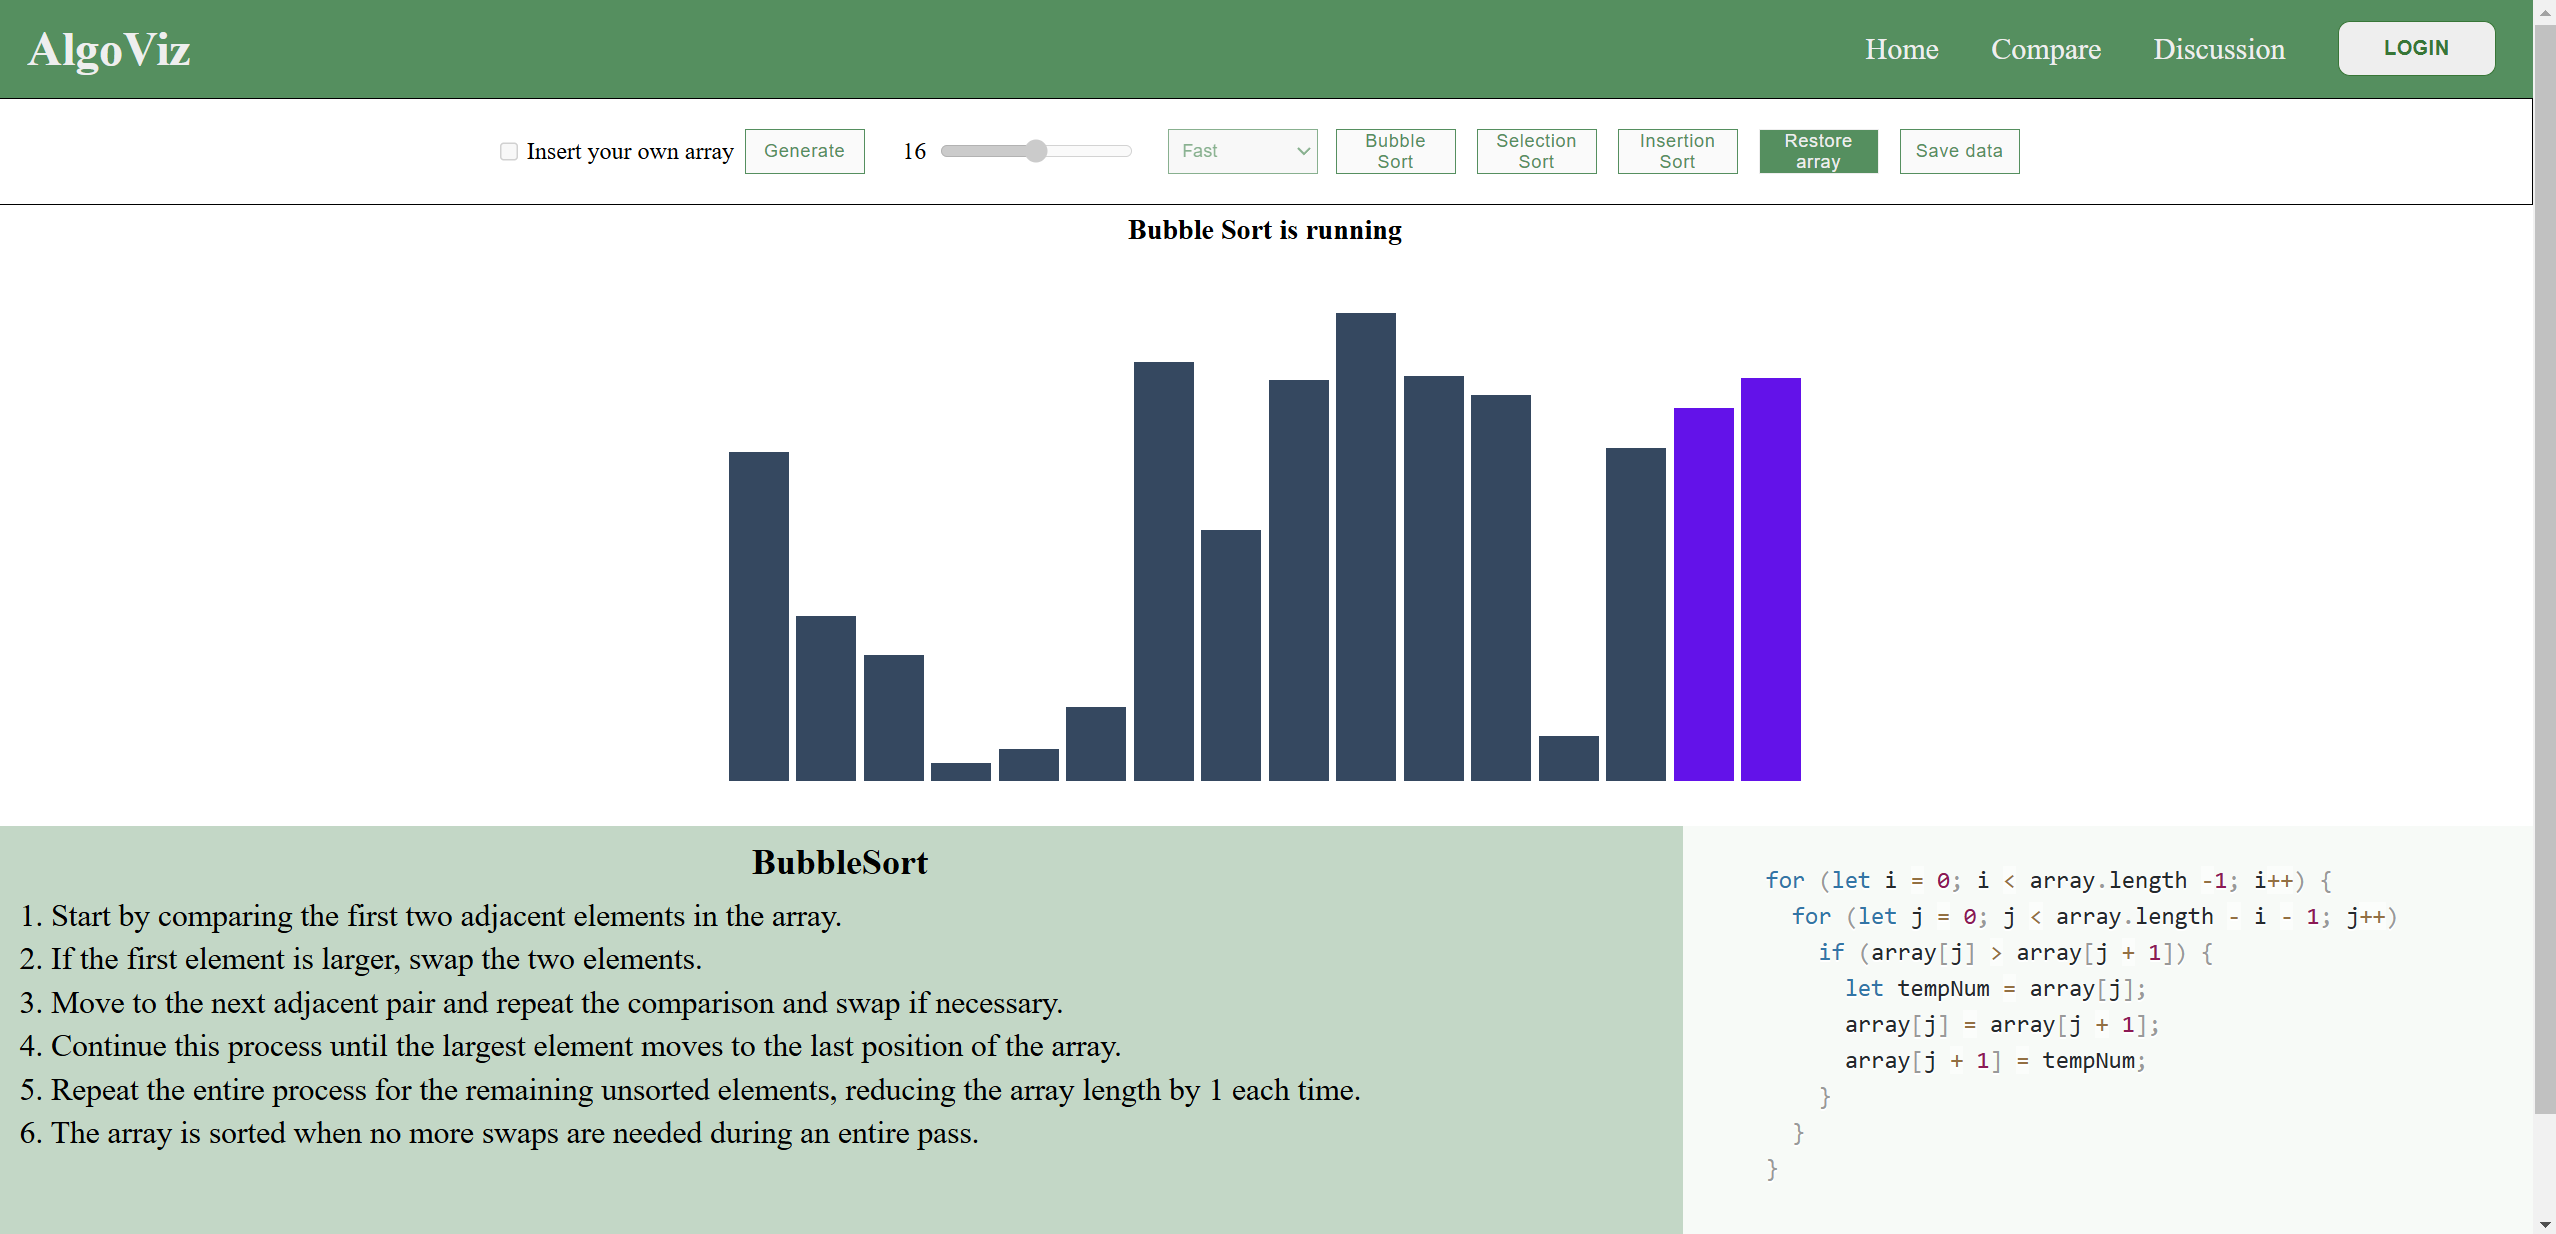 AlgoViz
Home Compare Discussion LOGIN
Insert your own array Generate 16 Fast Bubble Sort Selection Sort Insertion Sort Restore array Save data
Bubble Sort is running
BubbleSort
1. Start by comparing the first two adjacent elements in the array.
2. If the first element is larger, swap the two elements.
3. Move to the next adjacent pair and repeat the comparison and swap if necessary.
4. Continue this process until the largest element moves to the last position of the array.
5. Repeat the entire process for the remaining unsorted elements, reducing the array length by 1 each time.
6. The array is sorted when no more swaps are needed during an entire pass.
for (let i = 0; i < array.length -1; i++) {
for (let j = 0; j < array.length - i - 1; j++)
if (array[j] > array[j + 1]) {
let tempNum = array[j];
array[j] = array[j + 1];
array[j + 1] = tempNum;
}
}
}